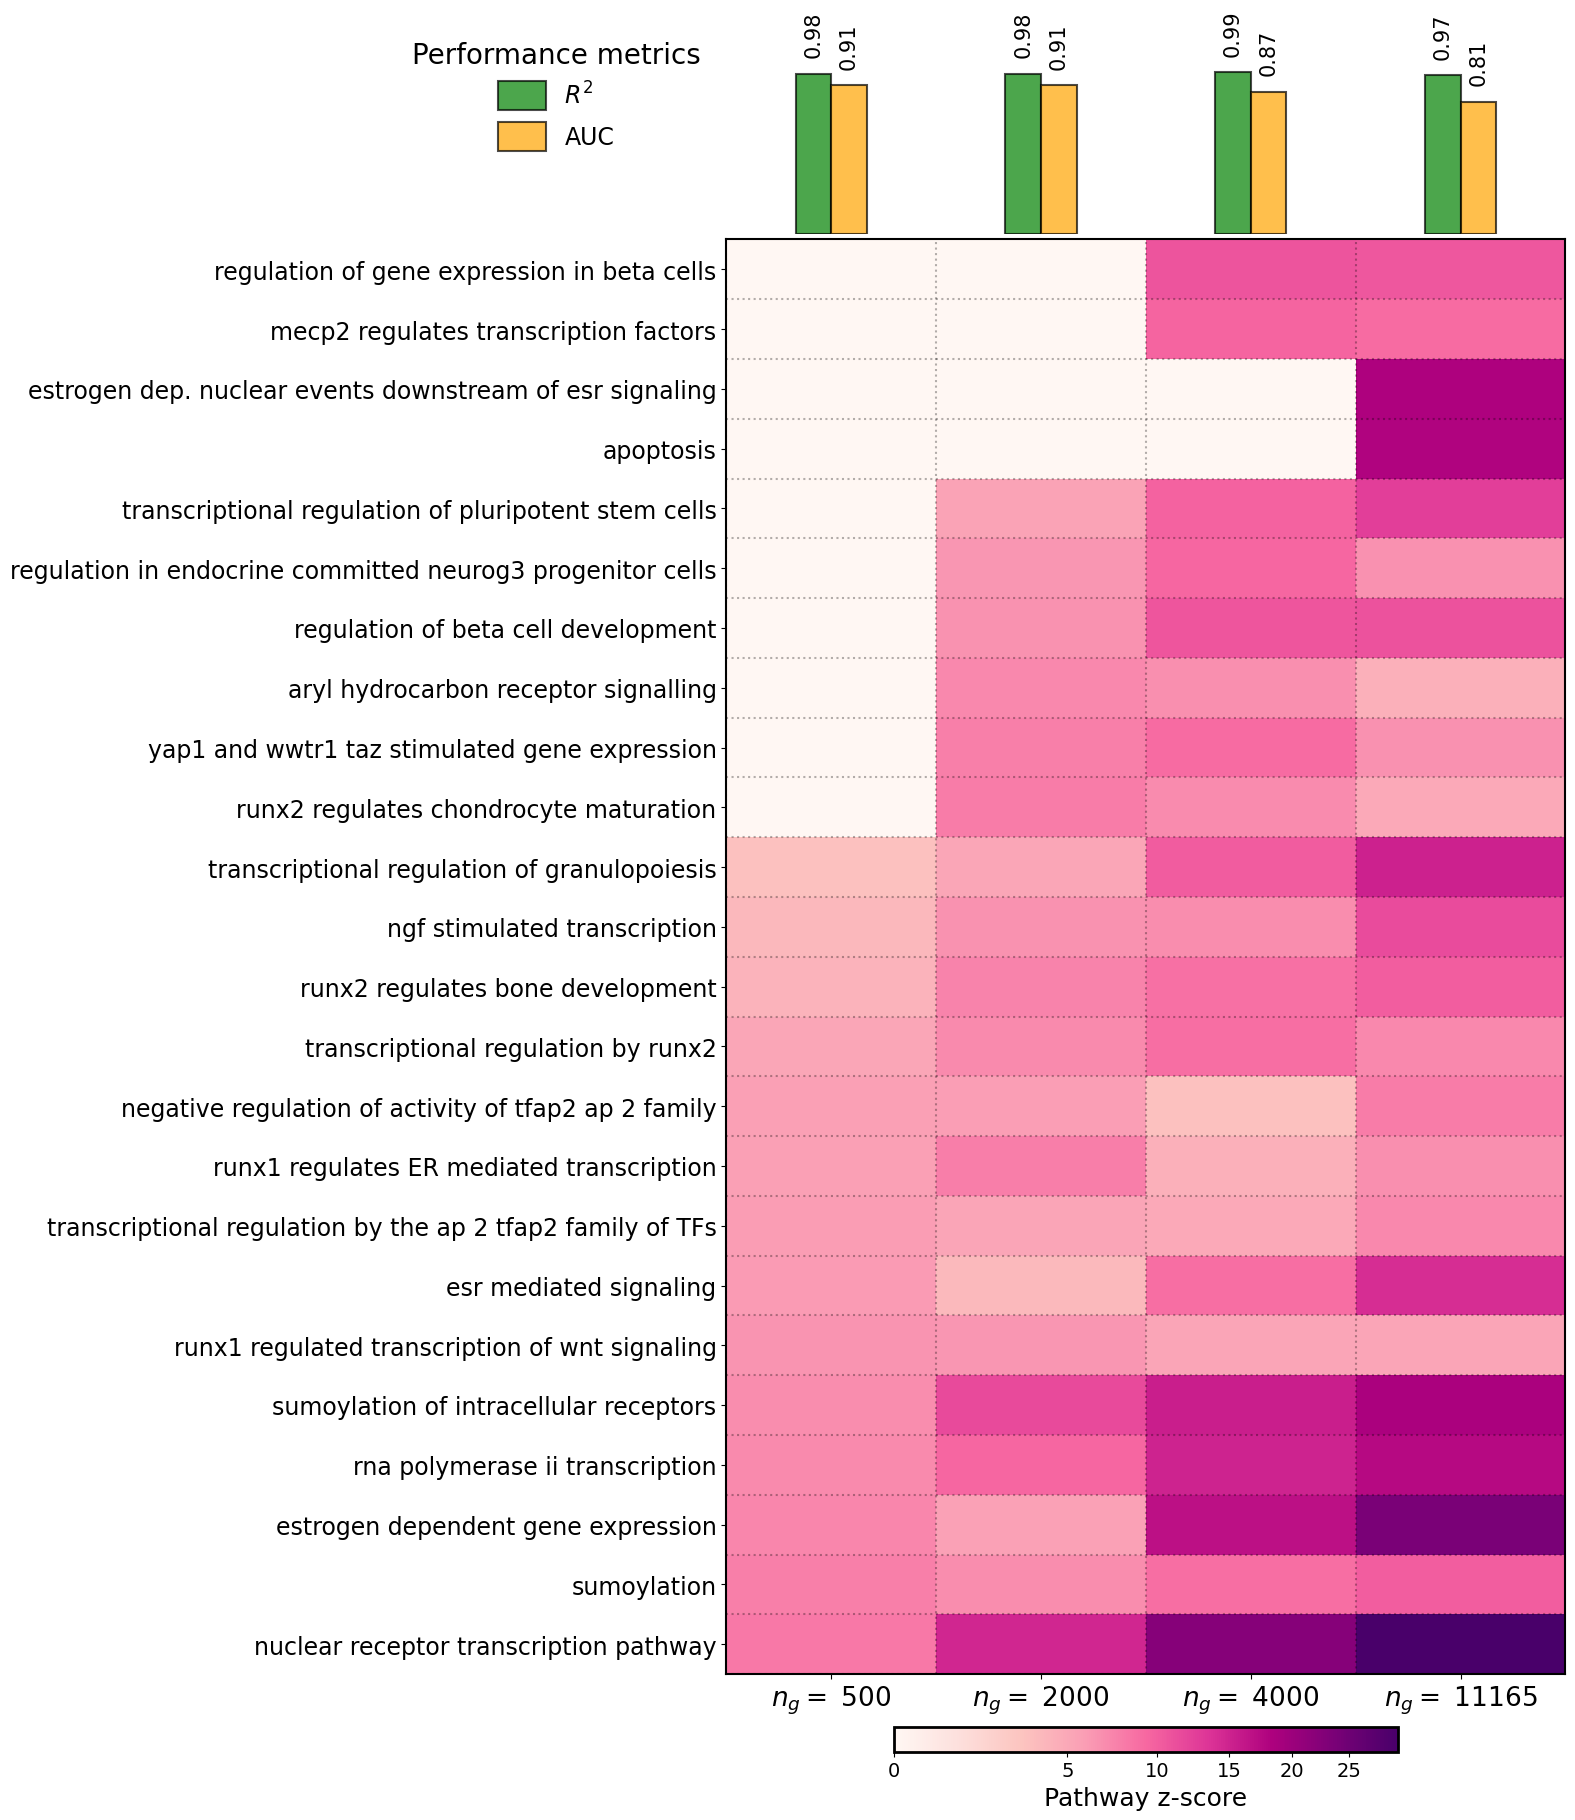 Performance metrics
R²
AUC
0.98
0.91
0.98
0.91
0.99
0.87
0.97
0.81
regulation of gene expression in beta cells
mecp2 regulates transcription factors
estrogen dep. nuclear events downstream of esr signaling
apoptosis
transcriptional regulation of pluripotent stem cells
regulation in endocrine committed neurog3 progenitor cells
regulation of beta cell development
aryl hydrocarbon receptor signalling
yap1 and wwtr1 taz stimulated gene expression
runx2 regulates chondrocyte maturation
transcriptional regulation of granulopoiesis
ngf stimulated transcription
runx2 regulates bone development
transcriptional regulation by runx2
negative regulation of activity of tfap2 ap 2 family
runx1 regulates ER mediated transcription
transcriptional regulation by the ap 2 tfap2 family of TFs
esr mediated signaling
runx1 regulated transcription of wnt signaling
sumoylation of intracellular receptors
rna polymerase ii transcription
estrogen dependent gene expression
sumoylation
nuclear receptor transcription pathway
n_g = 500 n_g = 2000 n_g = 4000 n_g = 11165
0 5 10 15 20 25
Pathway z-score